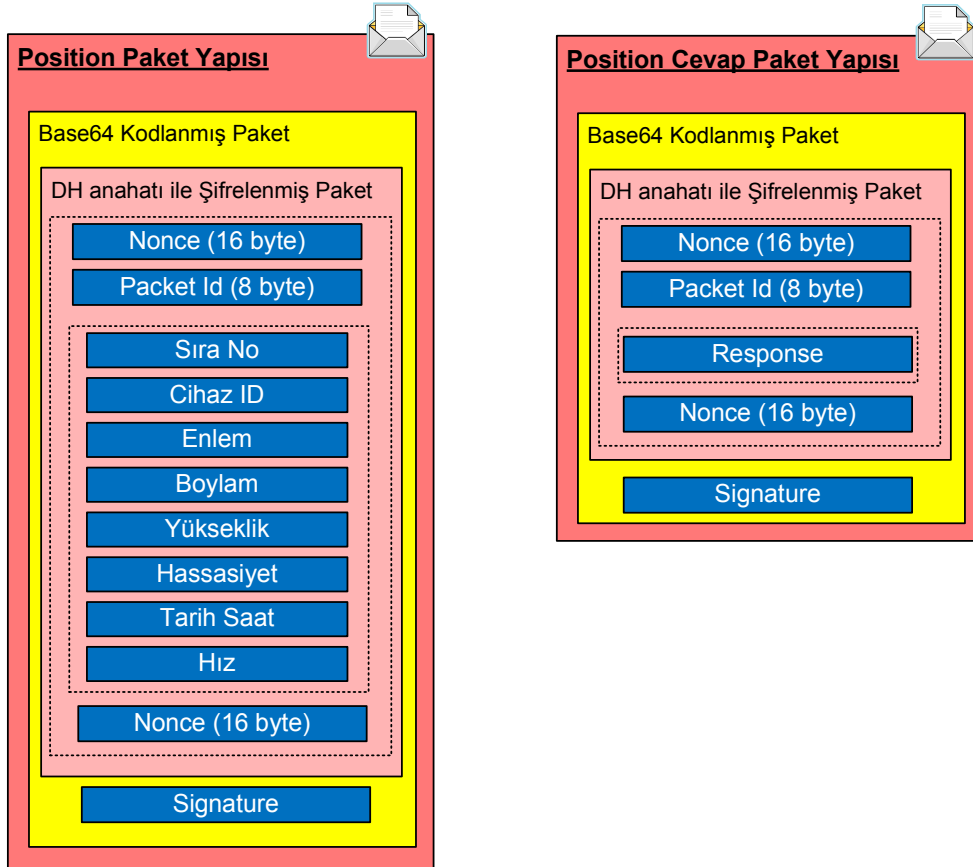 Position Paket Yapısı
Base64 Kodlanmış Paket
DH anahatı ile Şifrelenmiş Paket
Nonce (16 byte)
Packet Id (8 byte)
Sıra No
Cihaz ID
Enlem
Boylam
Yükseklik
Hassasiyet
Tarih Saat
Hız
Nonce (16 byte)
Signature
Position Cevap Paket Yapısı
Base64 Kodlanmış Paket
DH anahatı ile Şifrelenmiş Paket
Nonce (16 byte)
Packet Id (8 byte)
Response
Nonce (16 byte)
Signature